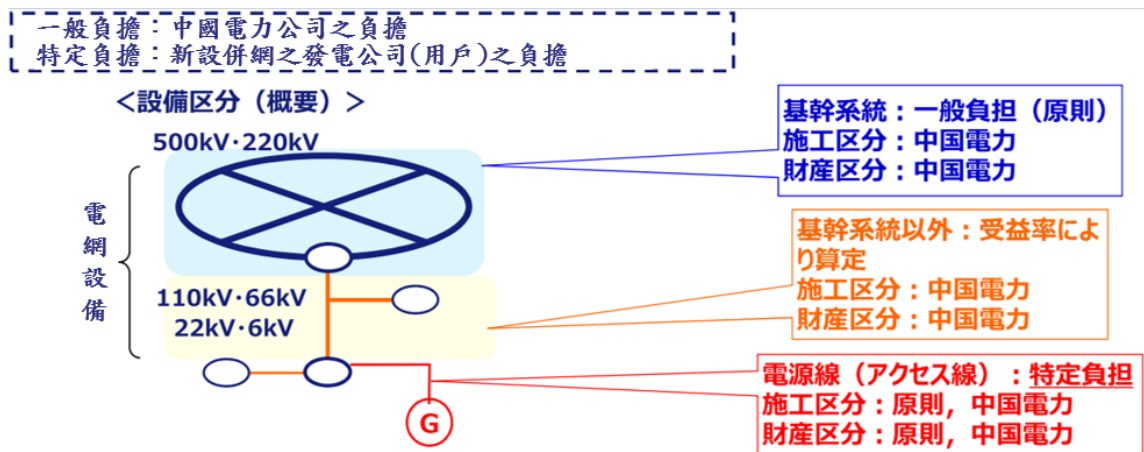 一般負擔：中國電力公司之負擔
特定負擔：新設併網之發電公司(用戶)之負擔
＜設備区分（概要）＞
500kV･220kV
電網設備
110kV･66kV
22kV･6kV
G
基幹系統：一般負担（原則）
施工区分：中国電力
財産区分：中国電力
基幹系統以外：受益率によ
り算定
施工区分：中国電力
財産区分：中国電力
電源線（アクセス線）：特定負担
施工区分：原則，中国電力
財産区分：原則，中国電力